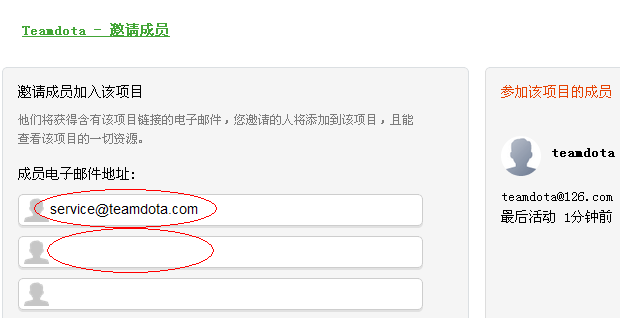 Teamdota - 邀请成员
邀请成员加入该项目
他们将获得含有该项目链接的电子邮件，您邀请的人将添加到该项目，且能
查看该项目的一切资源。
成员电子邮件地址:
service@teamdota.com
参加该项目的成员
teamdota
teamdota@126.com
最后活动 1分钟前